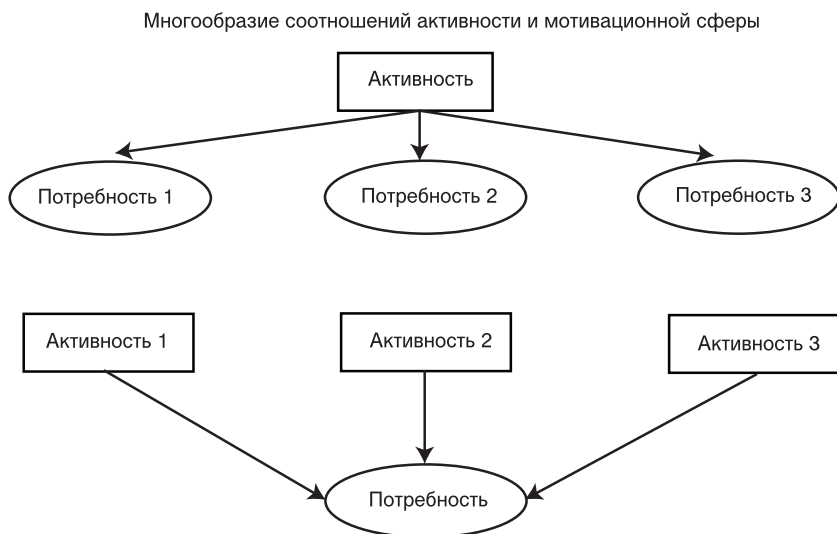 Многообразие соотношений активности и мотивационной сферы
Активность
Потребность 1
Потребность 2
Потребность 3
Активность 1
Активность 2
Активность 3
Потребность